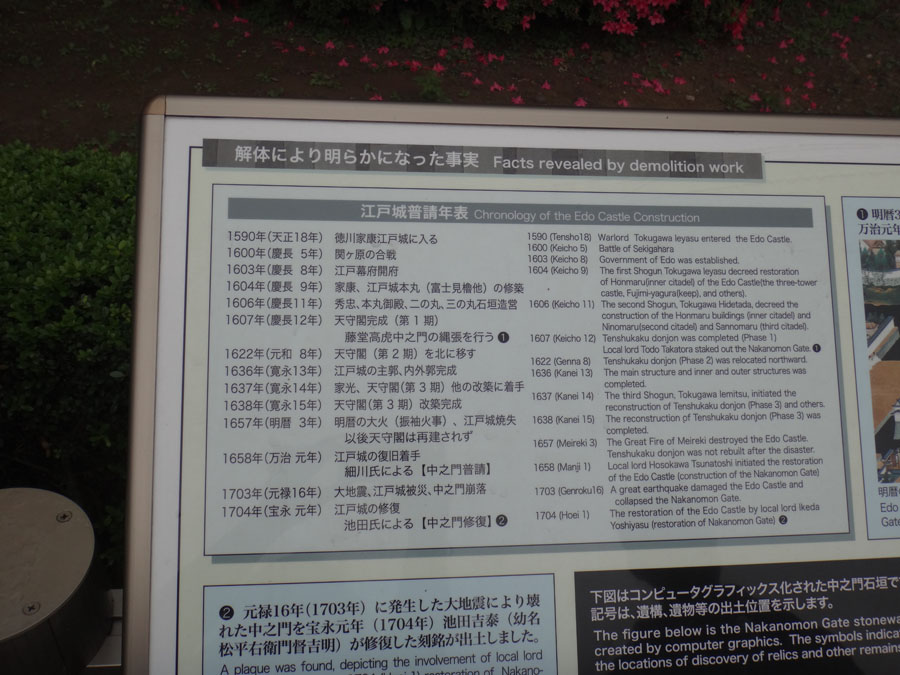 解体により明らかになった事実 Facts revealed by demolition work
江戸城普請年表 Chronology of the Edo Castle Construction
1590年(天正18年) 徳川家康江戸城に入る
1600年(慶長 5年) 関ヶ原の合戦
1603年(慶長 8年) 江戸幕府開府
1604年(慶長 9年) 家康、江戸城本丸（富士見櫓他）の修築
1606年(慶長11年) 秀忠、本丸御殿、二の丸、三の丸石垣造営
1607年(慶長12年) 天守閣完成（第１期）
藤堂高虎中之門の縄張を行う❶
1622年(元和 8年) 天守閣（第２期）を北に移す
1636年(寛永13年) 江戸城の主郭、内外郭完成
1637年(寛永14年) 家光、天守閣(第３期）他の改築に着手
1638年(寛永15年) 天守閣(第３期）改築完成
1657年(明暦 3年) 明暦の大火（振袖火事）、江戸城焼失
以後天守閣は再建されず
1658年(万治 元年) 江戸城の復旧着手
細川氏による【中之門普請】
1703年(元禄16年) 大地震、江戸城被災、中之門崩落
1704年(宝永 元年) 江戸城の修復
池田氏による【中之門修復】❷
1590 (Tensho18) Warlord Tokugawa Ieyasu entered the Edo Castle.
1600 (Keicho 5) Battle of Sekigahara
1603 (Keicho 8) Government of Edo was established.
1604 (Keicho 9) The first Shogun Tokugawa Ieyasu decreed restoration
of Honmaru(inner citadel) of the Edo Castle(the three-tower
castle, Fujimi-yagura(keep), and others).
1606 (Keicho 11) The second Shogun, Tokugawa Hidetada, decreed the
construction of the Honmaru buildings (inner citadel) and
Ninomaru(second citadel) and Sannomaru (third citadel).
1607 (Keicho 12) Tenshukaku donjon was completed (Phase 1)
Local lord Todo Takatora staked out the Nakanomon Gate. ❶
1622 (Genna 8) Tenshukaku donjon (Phase 2) was relocated northward.
1636 (Kanei 13) The main structure and inner and outer structures was
completed.
1637 (Kanei 14) The third Shogun, Tokugawa Iemitsu, initiated the
reconstruction of Tenshukaku donjon (Phase 3) and others.
1638 (Kanei 15) The reconstruction of Tenshukaku donjon (Phase 3) was
completed.
1657 (Meireki 3) The Great Fire of Meireki destroyed the Edo Castle.
Tenshukaku donjon was not rebuilt after the disaster.
1658 (Manji 1) Local lord Hosokawa Tsunatoshi initiated the restoration
of the Edo Castle (construction of the Nakanomon Gate)
1703 (Genroku16) A great earthquake damaged the Edo Castle and
collapsed the Nakanomon Gate.
1704 (Hoei 1) The restoration of the Edo Castle by local lord Ikeda
Yoshiyasu (restoration of Nakanomon Gate) ❷
❶ 明暦3
万治元年
明暦の
Edo
Gate
❷ 元禄16年(1703年）に発生した大地震により壊
れた中之門を宝永元年（1704年）池田吉泰（幼名
松平右衛門督吉明）が修復した刻銘が出土しました。
A plaque was found, depicting the involvement of local lord
下図はコンピュータグラフィックス化された中之門石垣で
記号は、遺構、遺物等の出土位置を示します。
The figure below is the Nakanomon Gate stonewa
created by computer graphics. The symbols indica
the locations of discovery of relics and other remains